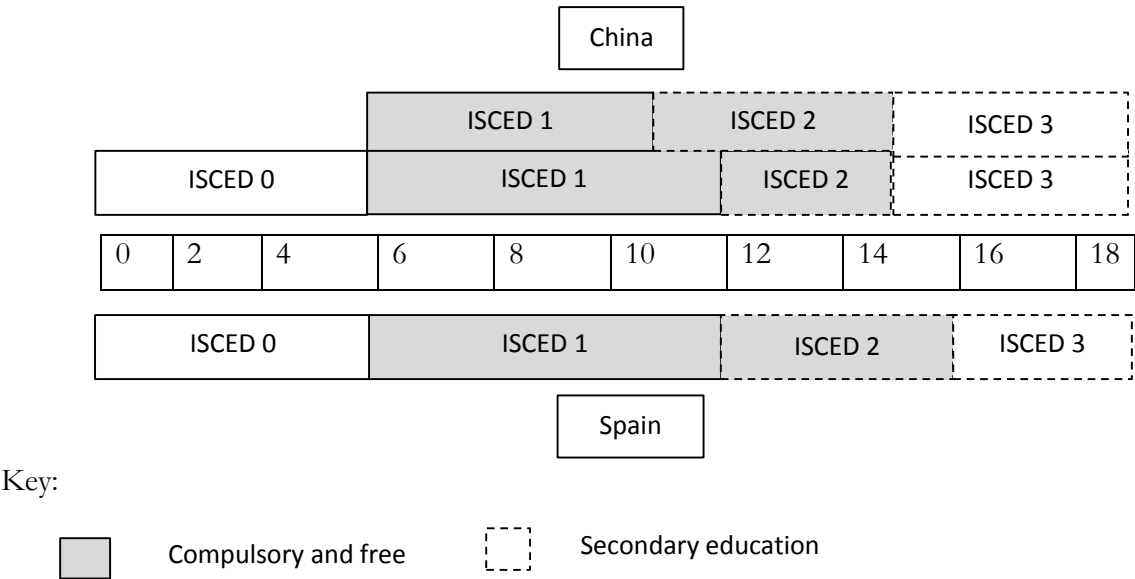 China
ISCED 1 ISCED 2 ISCED 3
ISCED 0 ISCED 1 ISCED 2 ISCED 3
0 2 4 6 8 10 12 14 16 18
ISCED 0 ISCED 1 ISCED 2 ISCED 3
Spain
Key:
Compulsory and free Secondary education